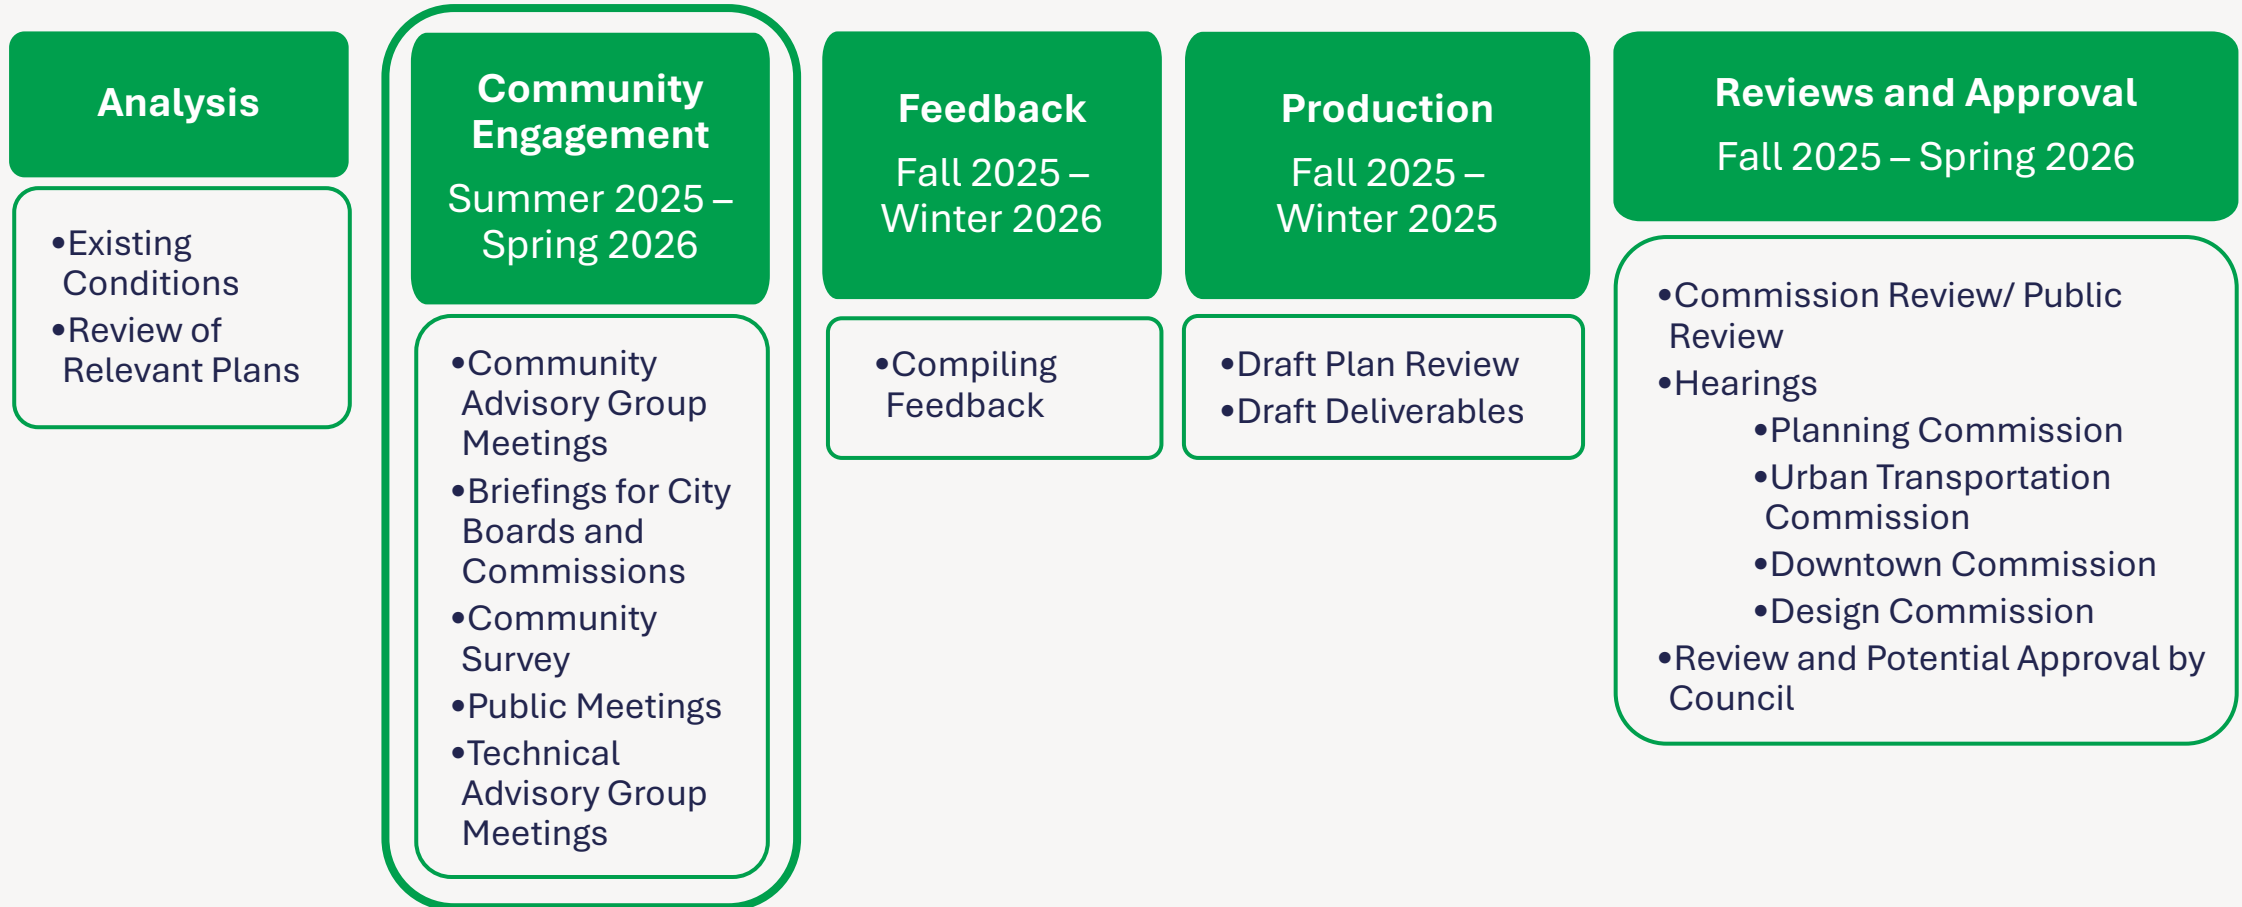 Analysis
•Existing
Conditions
•Review of
Relevant Plans
Community
Engagement
Summer 2025 –
Spring 2026
•Community
Advisory Group
Meetings
•Briefings for City
Boards and
Commissions
•Community
Survey
•Public Meetings
•Technical
Advisory Group
Meetings
Feedback
Fall 2025 –
Winter 2026
•Compiling
Feedback
Production
Fall 2025 –
Winter 2025
•Draft Plan Review
•Draft Deliverables
Reviews and Approval
Fall 2025 – Spring 2026
•Commission Review/ Public
Review
•Hearings
•Planning Commission
•Urban Transportation
Commission
•Downtown Commission
•Design Commission
•Review and Potential Approval by
Council